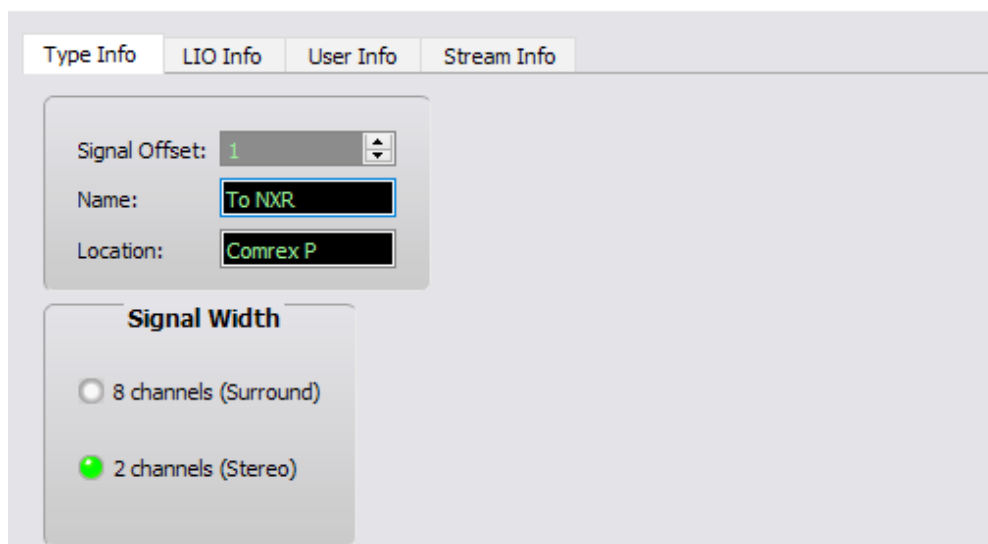 Type Info LIO Info User Info Stream Info
Signal Offset: 1
Name: To NXR
Location: Comrex P
Signal Width
8 channels (Surround)
2 channels (Stereo)